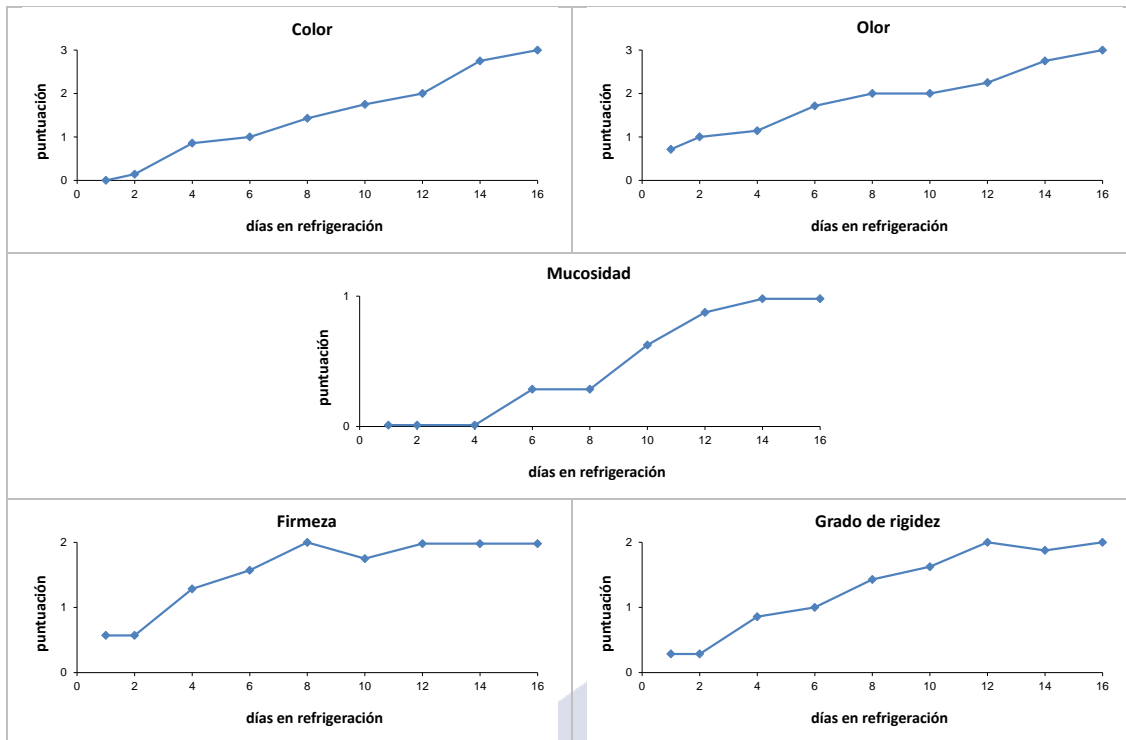 Color
3
2
1
0
puntuación
0 2 4 6 8 10 12 14 16
días en refrigeración
Olor
3
2
1
0
puntuación
0 2 4 6 8 10 12 14 16
días en refrigeración
Mucosidad
1
0
puntuación
0 2 4 6 8 10 12 14 16
días en refrigeración
Firmeza
2
1
0
puntuación
0 2 4 6 8 10 12 14 16
días en refrigeración
Grado de rigidez
2
1
0
puntuación
0 2 4 6 8 10 12 14 16
días en refrigeración